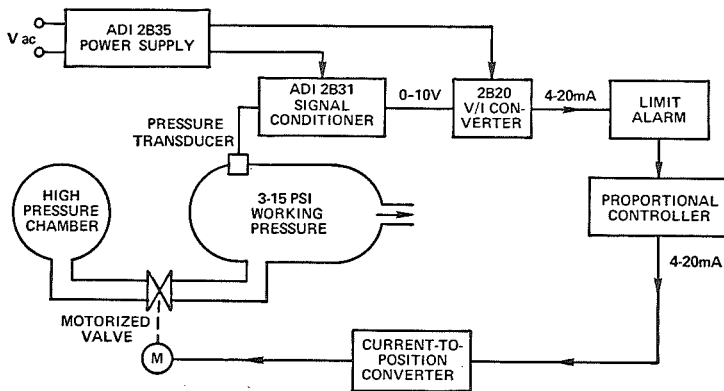 V ac
ADI 2B35
POWER SUPPLY
ADI 2B31
SIGNAL
CONDITIONER
0-10V
2B20
V/I CON-
VERTER
4-20mA
LIMIT
ALARM
PRESSURE
TRANSDUCER
HIGH
PRESSURE
CHAMBER
3-15 PSI
WORKING
PRESSURE
PROPORTIONAL
CONTROLLER
4-20mA
MOTORIZED
VALVE
M
CURRENT-TO-
POSITION
CONVERTER